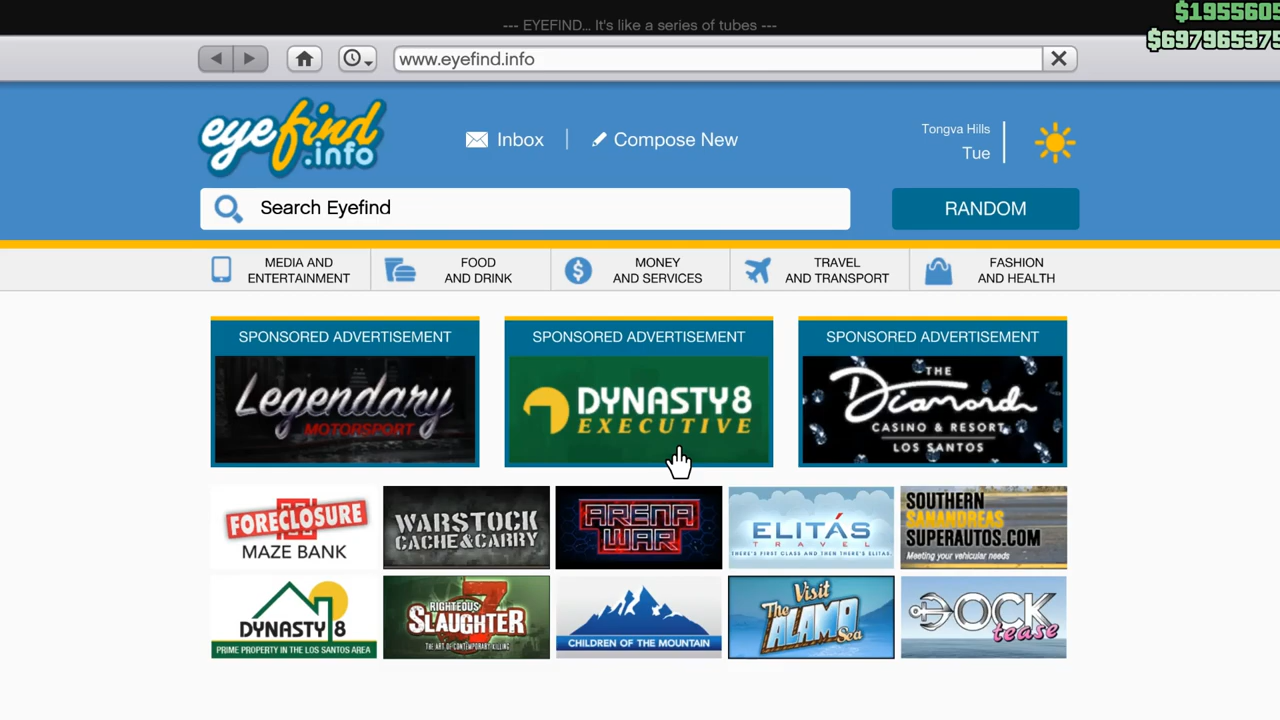 --- EYEFIND... It's like a series of tubes ---
$1955605
$697965375
www.eyefind.info
eyefind
.info
Inbox
Compose New
Tongva Hills
Tue
Search Eyefind
RANDOM
MEDIA AND
ENTERTAINMENT
FOOD
AND DRINK
MONEY
AND SERVICES
TRAVEL
AND TRANSPORT
FASHION
AND HEALTH
SPONSORED ADVERTISEMENT
Legendary
MOTORSPORT
SPONSORED ADVERTISEMENT
DYNASTY8
EXECUTIVE
SPONSORED ADVERTISEMENT
THE
Diamond
CASINO & RESORT
LOS SANTOS
FORECLOSURE
MAZE BANK
WARSTOCK
CACHE&CARRY
ARENA
WAR
ELITÁS
TRAVEL
THERE'S FIRST CLASS AND THEN THERE'S ELITAS.
SOUTHERN
SANANDREAS
SUPERAUTOS.COM
Meeting your vehicular needs
DYNASTY 8
PRIME PROPERTY IN THE LOS SANTOS AREA
RIGHTEOUS
SLAUGHTER
7
THE ART OF CONTEMPORARY KILLING
CHILDREN OF THE MOUNTAIN
Visit
The
ALAMO
Sea
DOCK
tease